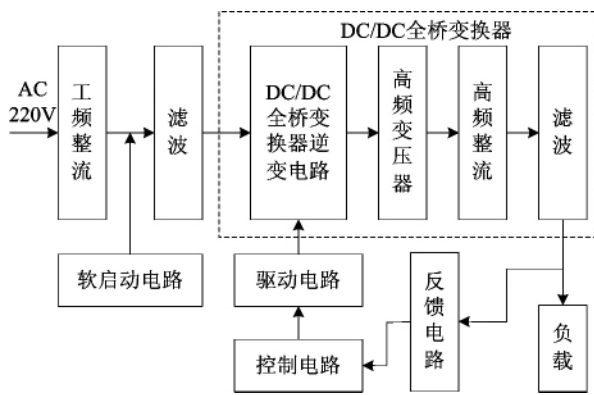 DC/DC全桥变换器
AC
220V
工频整流
滤波
DC/DC
全桥变
换器逆
变电路
高频变压器
高频整流
滤波
软启动电路
驱动电路
反馈电路
负载
控制电路